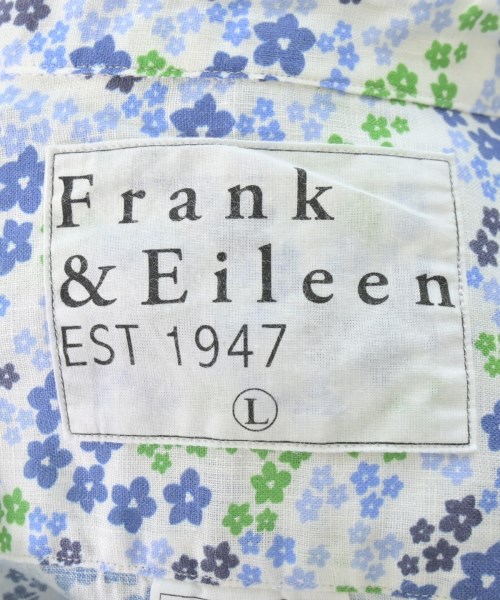 Frank
& Eileen
EST 1947
L